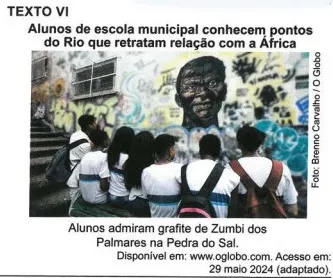 TEXTO VI
Alunos de escola municipal conhecem pontos
do Rio que retratam relação com a África
Foto: Brenno Carvalho / O Globo
Alunos admiram grafite de Zumbi dos
Palmares na Pedra do Sal.
Disponível em: www.oglobo.com. Acesso em:
29 maio 2024 (adaptado).